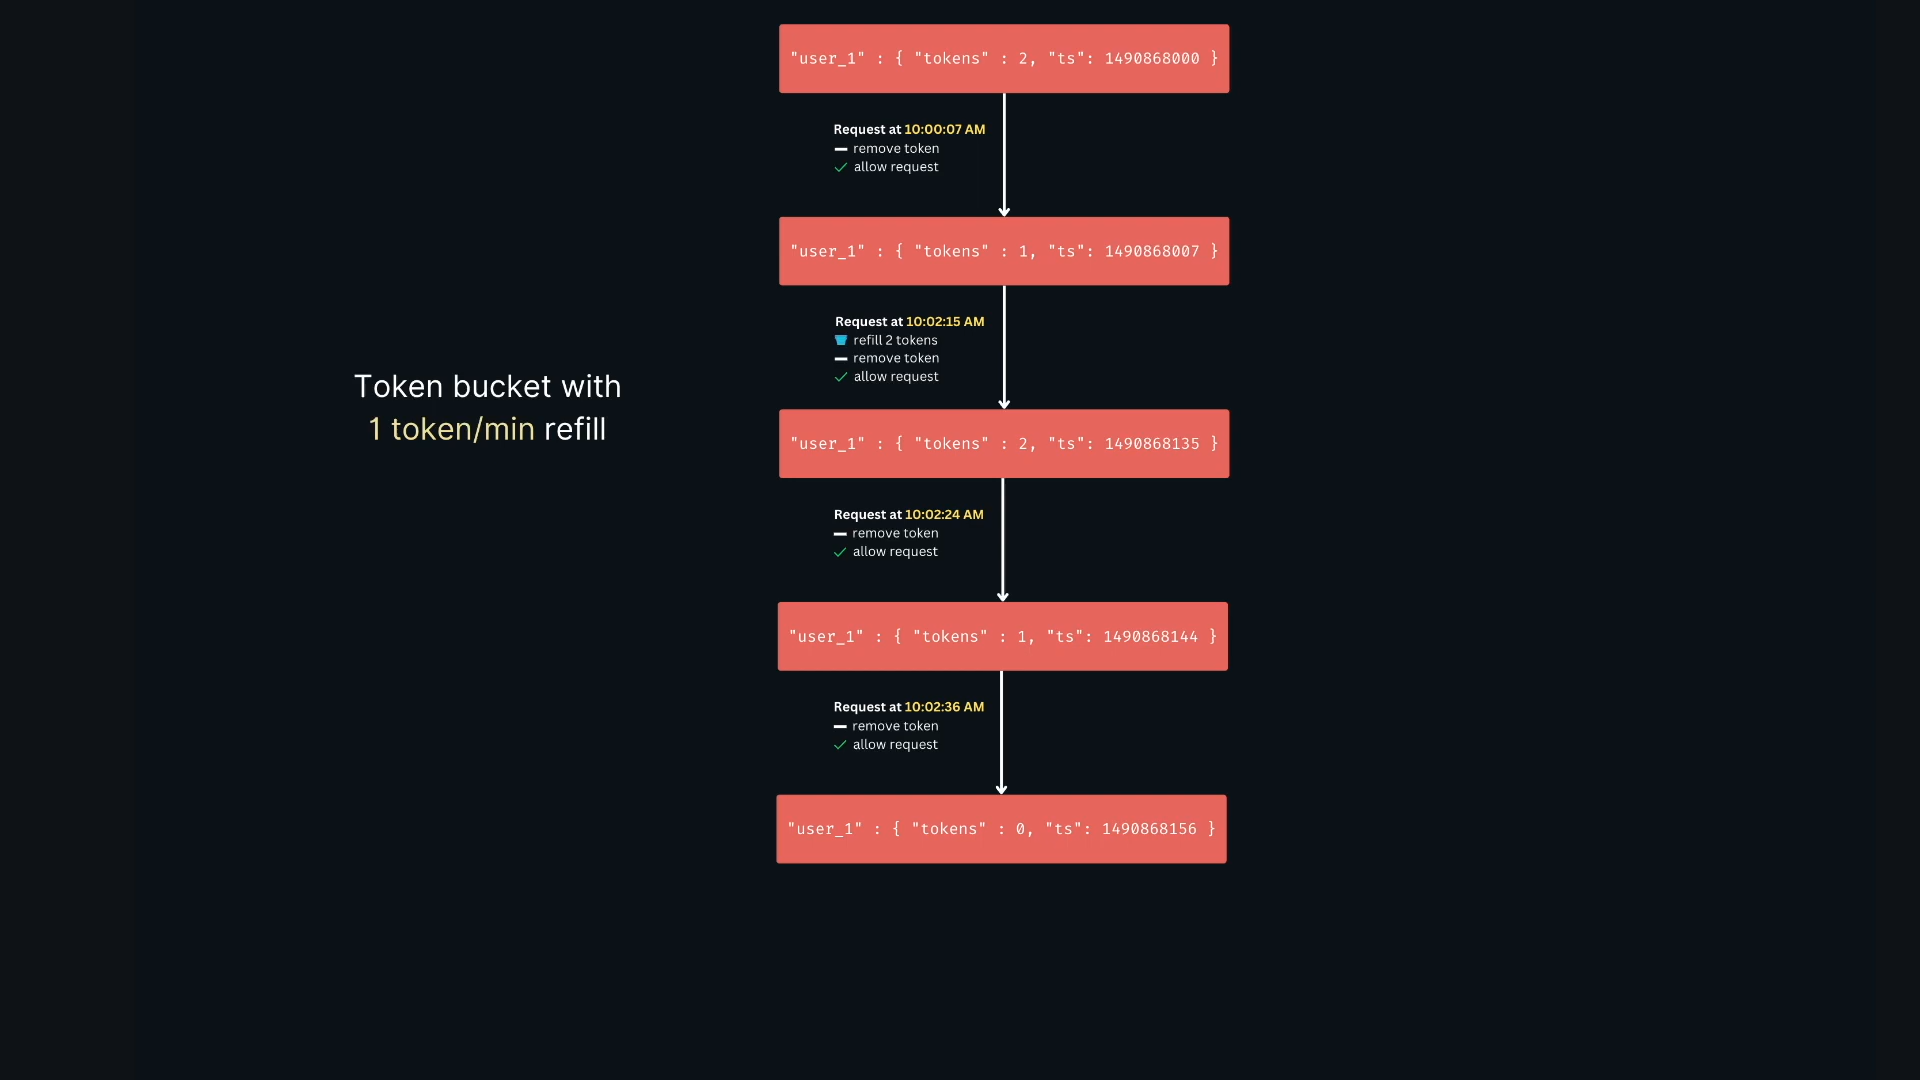 "user_1" : { "tokens" : 2, "ts": 1490868000 }
Request at 10:00:07 AM
remove token
allow request
"user_1" : { "tokens" : 1, "ts": 1490868007 }
Request at 10:02:15 AM
refill 2 tokens
remove token
allow request
Token bucket with
1 token/min refill
"user_1" : { "tokens" : 2, "ts": 1490868135 }
Request at 10:02:24 AM
remove token
allow request
"user_1" : { "tokens" : 1, "ts": 1490868144 }
Request at 10:02:36 AM
remove token
allow request
"user_1" : { "tokens" : 0, "ts": 1490868156 }